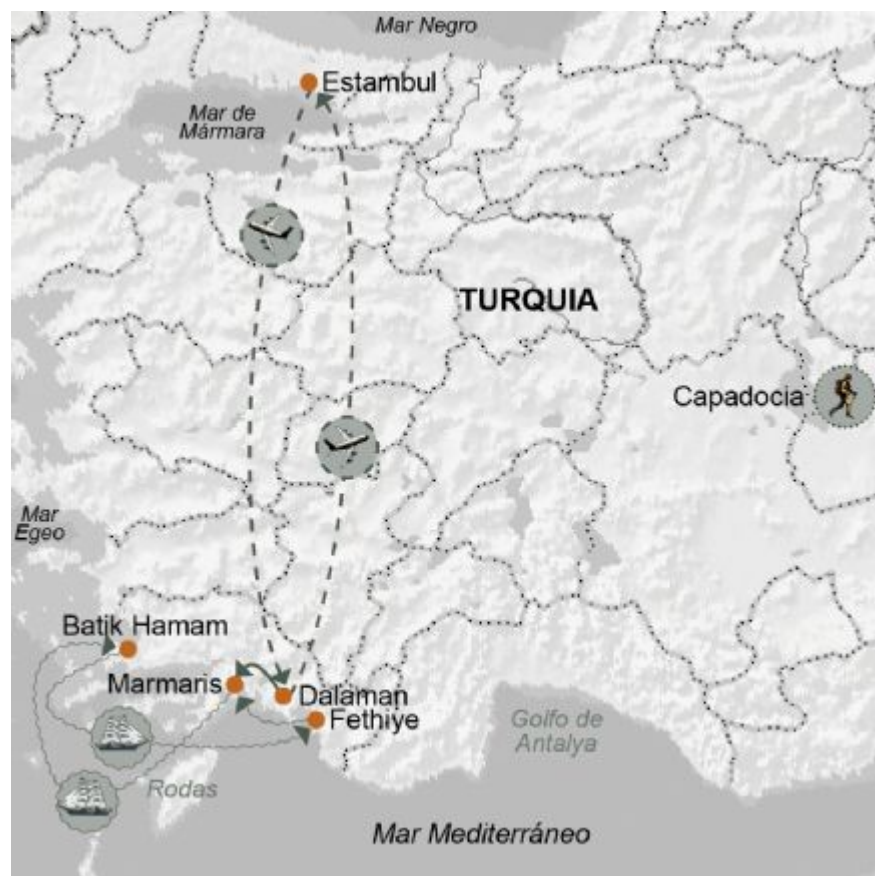 Mar Negro
Estambul
Mar de
Mármara
TURQUIA
Capadocia
Mar
Egeo
Batik Hamam
Marmaris
Dalaman
Fethiye
Golfo de
Antalya
Rodas
Mar Mediterráneo